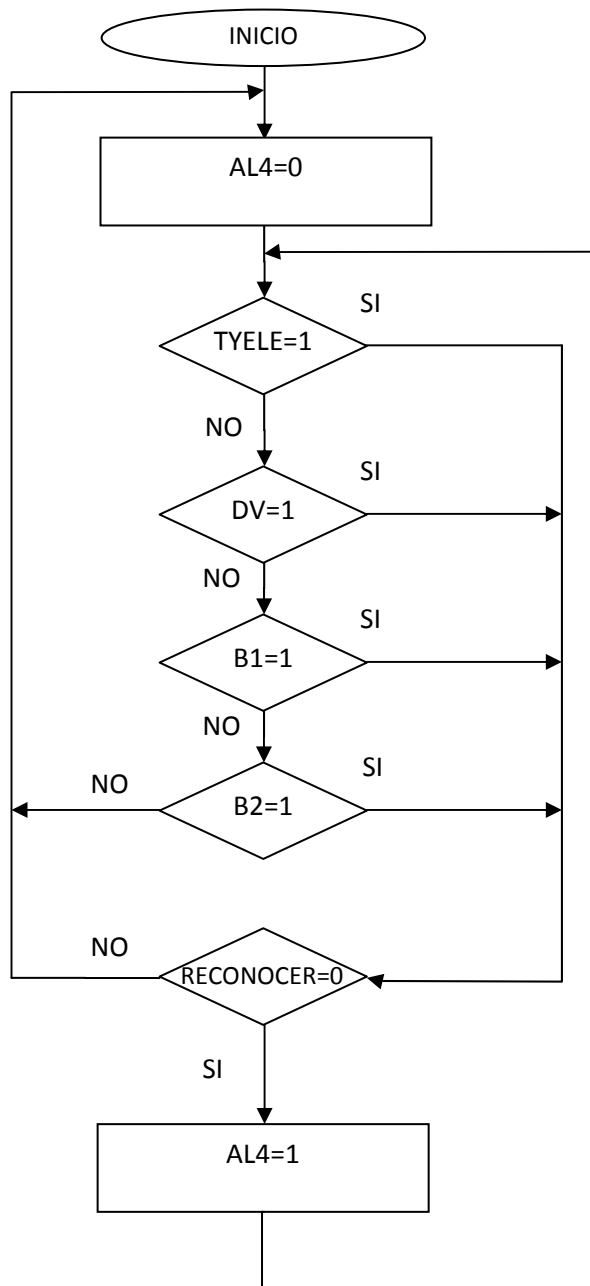 INICIO
AL4=0
SI
TYELE=1
NO
SI
DV=1
NO
SI
B1=1
NO
NO
SI
B2=1
NO
RECONOCER=0
SI
AL4=1